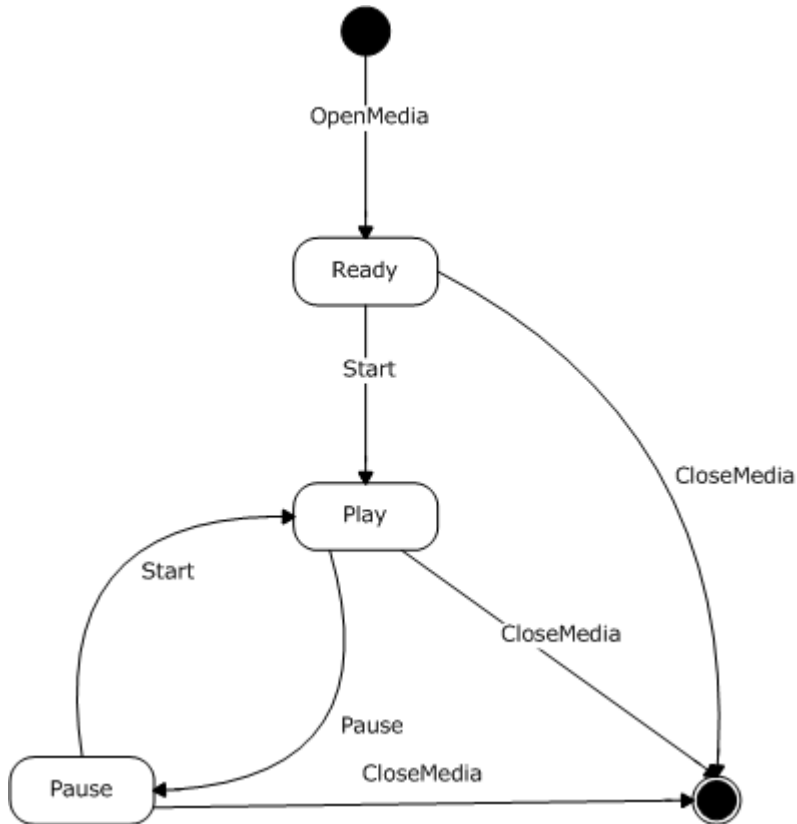 OpenMedia
Ready
Start
CloseMedia
Play
Start
CloseMedia
Pause
CloseMedia
Pause